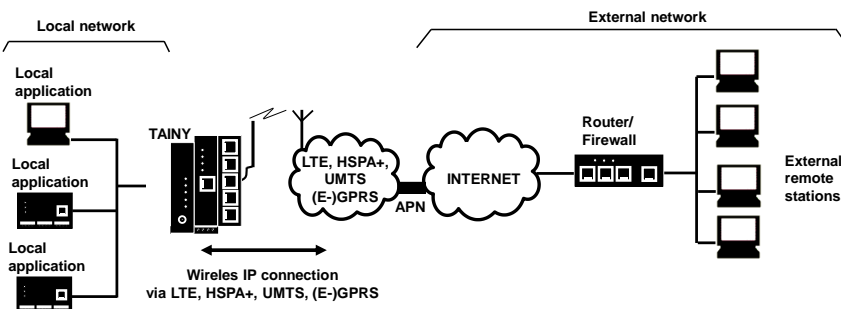 Local network
External network
Local
application
TAINY
Local
application
Local
application
LTE, HSPA+,
UMTS
(E-)GPRS
APN
INTERNET
Router/
Firewall
External
remote
stations
Wireles IP connection
via LTE, HSPA+, UMTS, (E-)GPRS